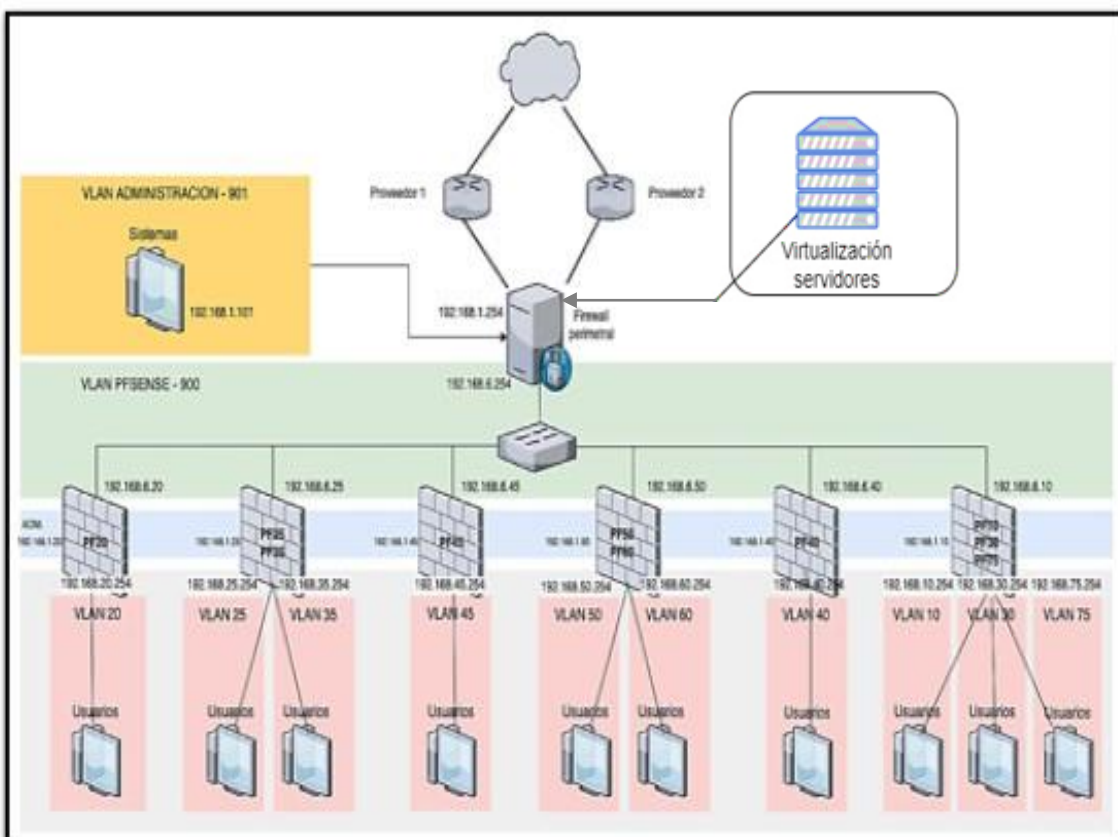 VLAN ADMINISTRACION - 901
Sistemas
192.168.1.101
Proveedor 1
Proveedor 2
Virtualización
servidores
192.168.1.254
Firewall
perimetral
192.168.6.254
VLAN PFSENSE - 900
192.168.6.20
192.168.6.25
192.168.6.45
192.168.6.50
192.168.6.40
192.168.6.10
PF20
PF45
PF50
PF60
PF40
PF10
PF30
PF75
192.168.20.254
192.168.25.254
192.168.35.254
192.168.45.254
192.168.50.254
192.168.60.254
192.168.10.254
192.168.30.254
192.168.75.254
VLAN 20
VLAN 25
VLAN 35
VLAN 45
VLAN 50
VLAN 60
VLAN 40
VLAN 10
VLAN 30
VLAN 75
Usuarios
Usuarios
Usuarios
Usuarios
Usuarios
Usuarios
Usuarios
Usuarios
Usuarios
Usuarios